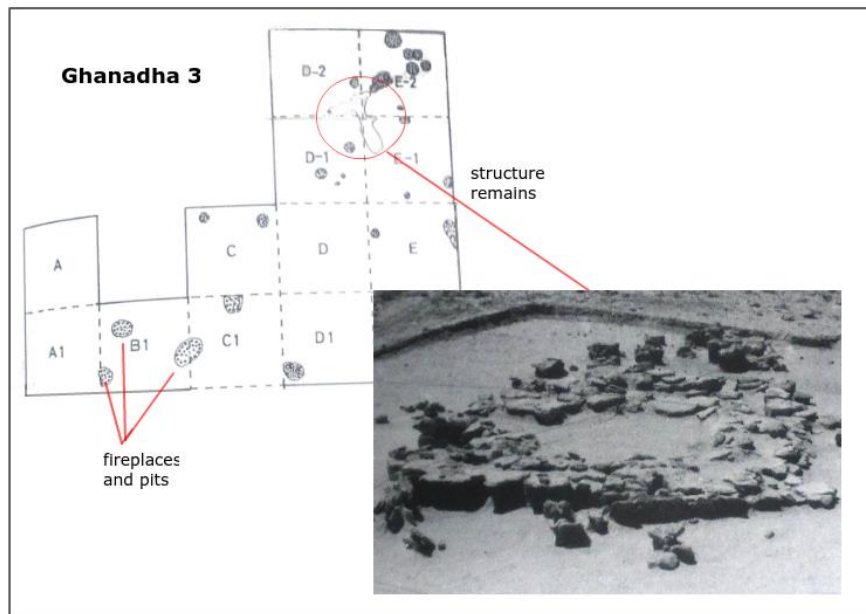 Ghanadha 3
D-2
E-2
D-1
E-1
structure
remains
A
C
D
E
A1
B1
C1
D1
fireplaces
and pits